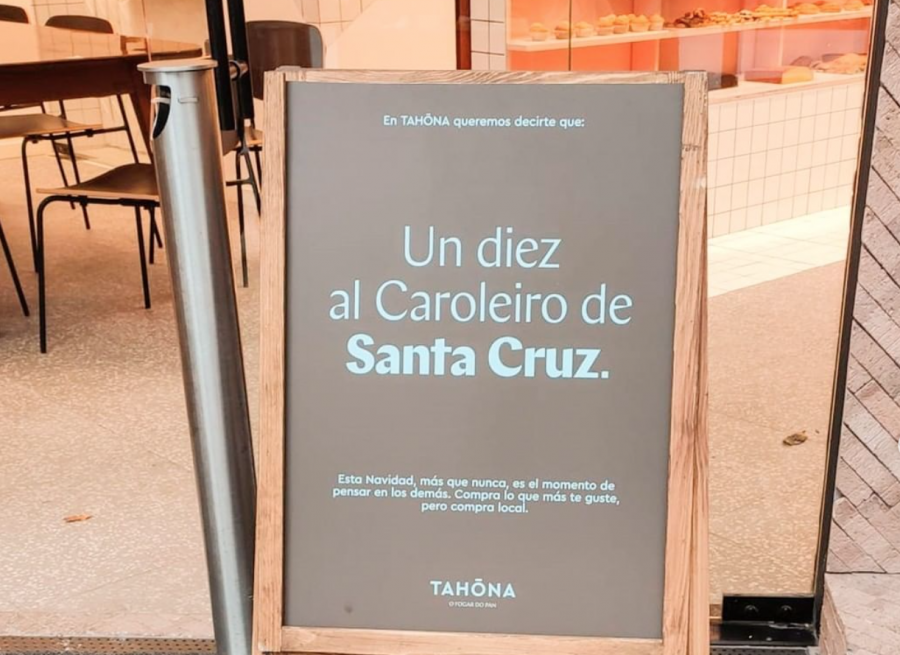 En TAHŌNA queremos decirte que:
Un diez
al Caroleiro de
Santa Cruz.
Esta Navidad, más que nunca, es el momento de
pensar en los demás. Compra lo que más te guste,
pero compra local.
TAHŌNA
O FOGAR DO PAN